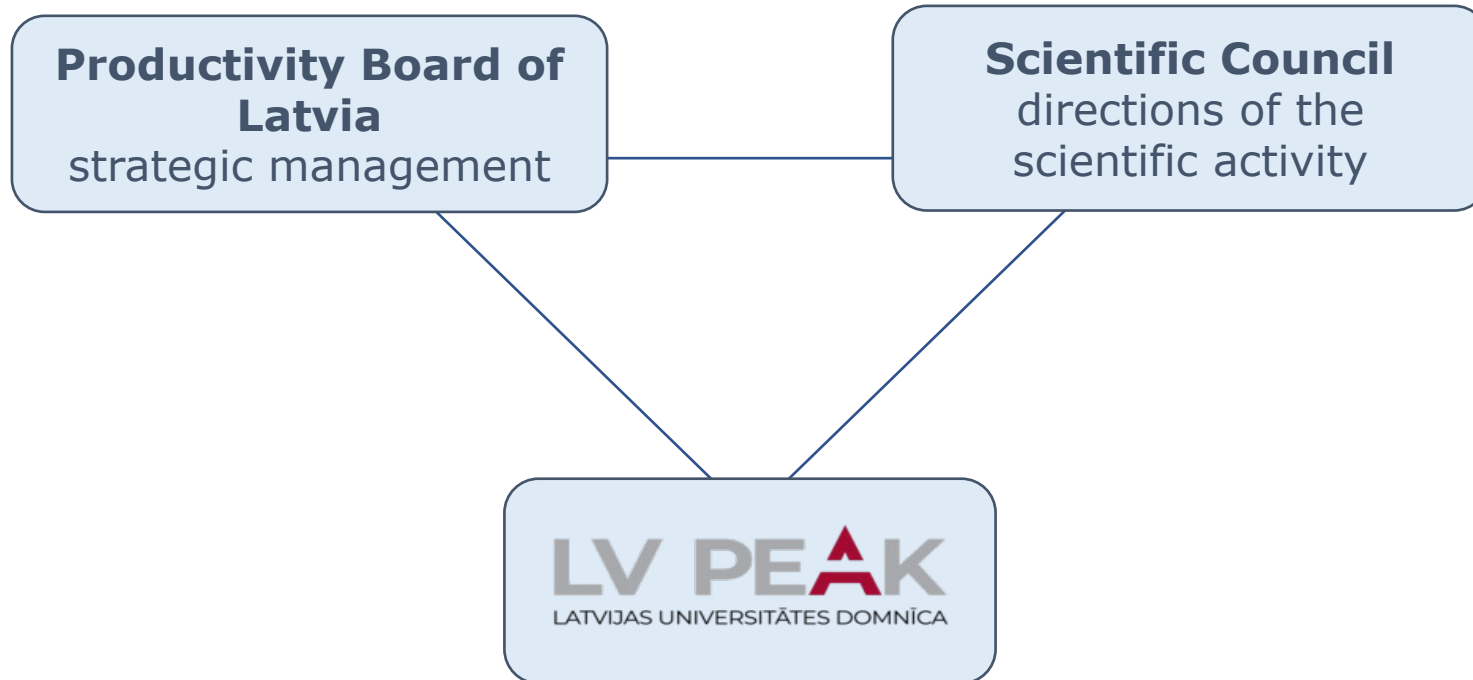 Productivity Board of
Latvia
strategic management
Scientific Council
directions of the
scientific activity
LV PEAK
LATVIJAS UNIVERSITĀTES DOMNĪCA